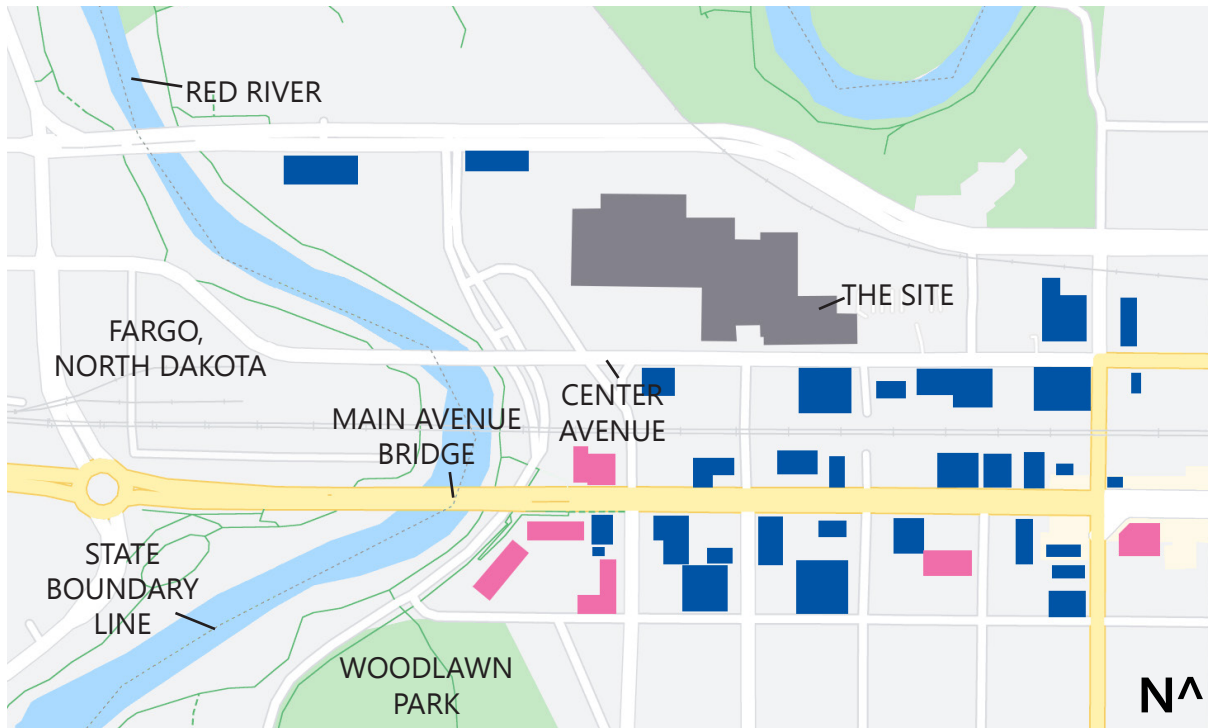 RED RIVER
THE SITE
FARGO,
NORTH DAKOTA
CENTER
AVENUE
MAIN AVENUE
BRIDGE
STATE
BOUNDARY
LINE
WOODLAWN
PARK
N^